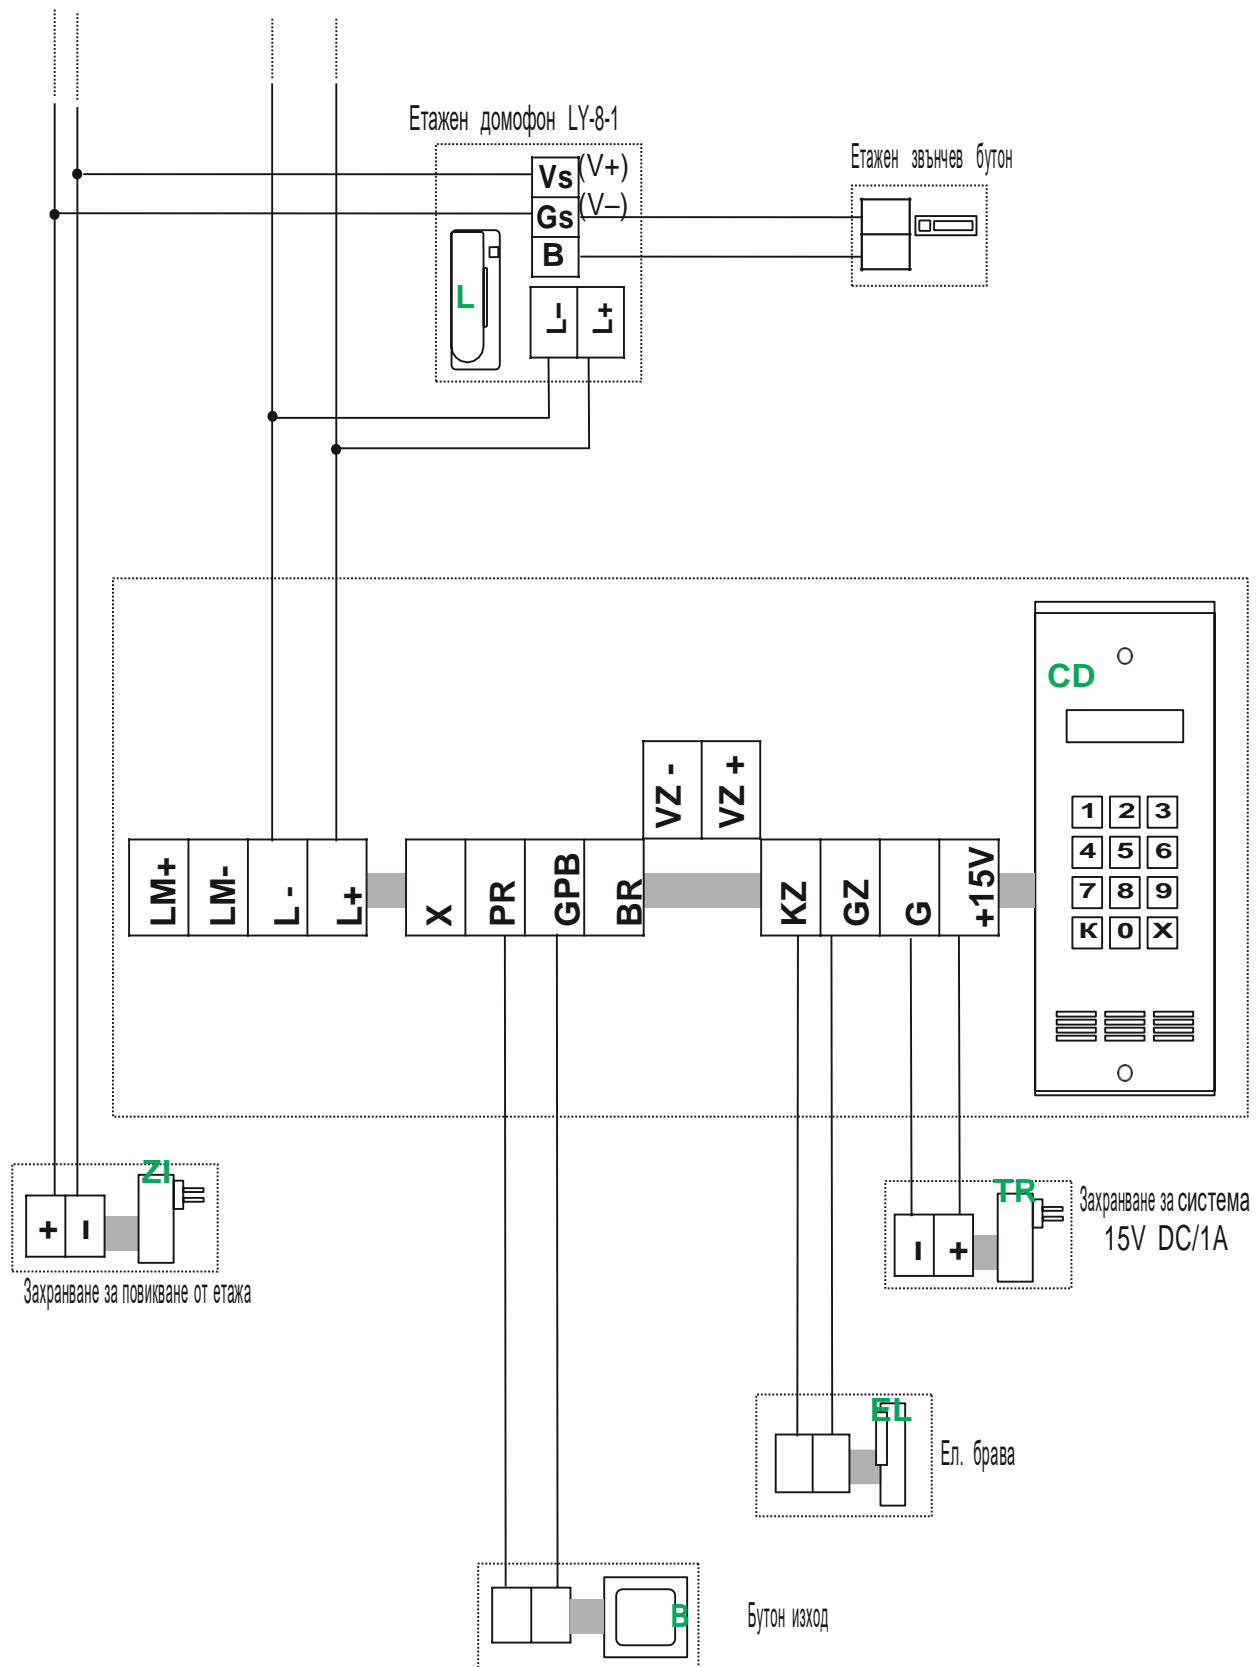 Етажен домофон LY-8-1
Етажен звънчев бутон
Vs (V+)
Gs (V–)
B
L
L-
L+
CD
VZ -
VZ +
1 2 3
4 5 6
7 8 9
К 0 X
LM+
LM-
L -
L+
X
PR
GPB
BR
KZ
GZ
G
+15V
ZI
+ -
Захранване за повикване от етажа
TR
- +
Захранване за система
15V DC/1A
EL
Ел. брава
B
Бутон изход